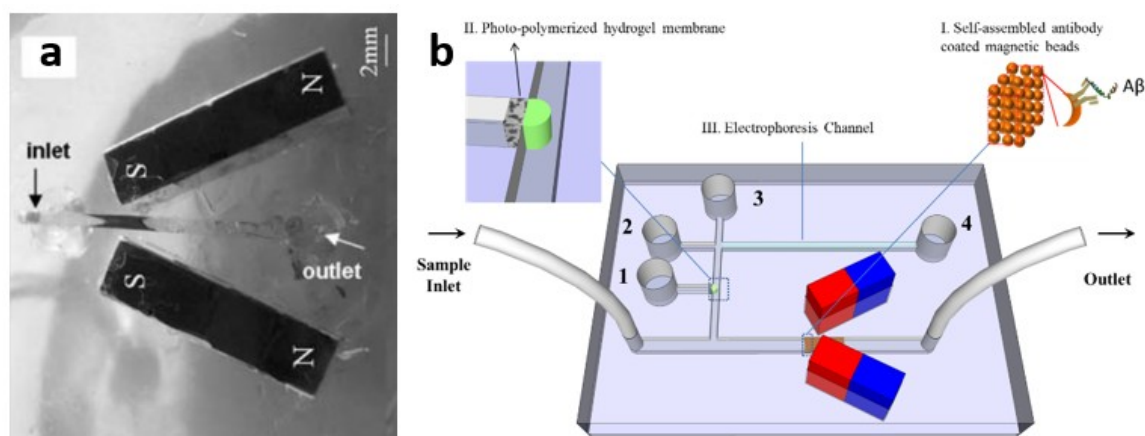 a
2mm
N
S
inlet
outlet
S
N
b
II. Photo-polymerized hydrogel membrane
I. Self-assembled antibody
coated magnetic beads
Aβ
III. Electrophoresis Channel
3
2
4
1
Sample
Inlet
Outlet